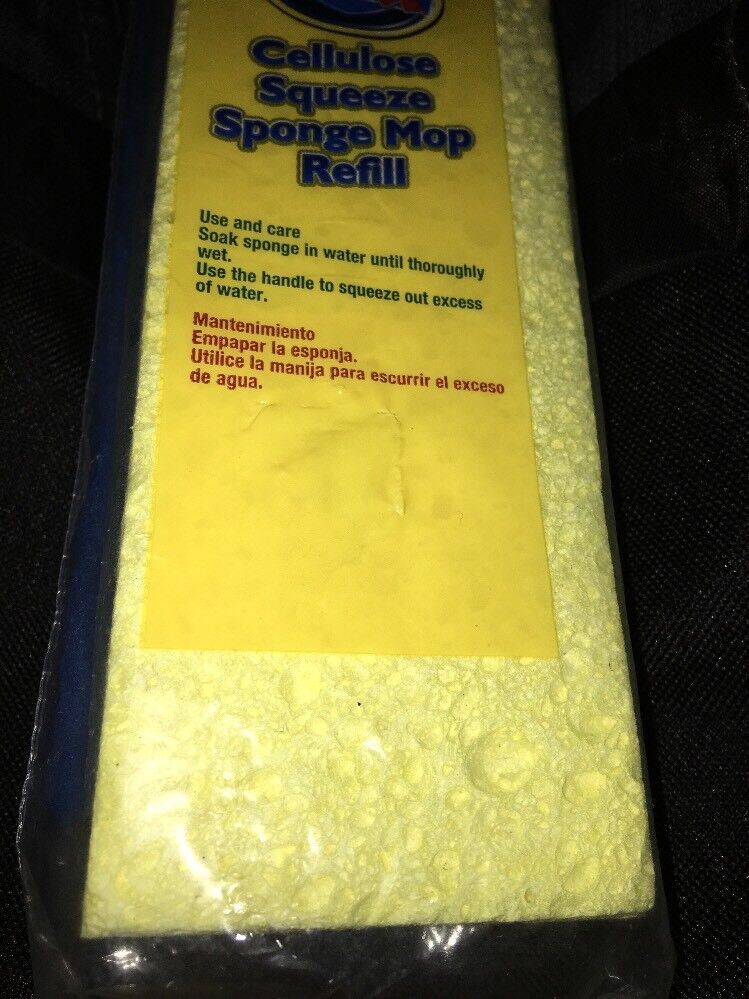 Cellulose
Squeeze
Sponge Mop
Refill
Use and care
Soak sponge in water until thoroughly
wet.
Use the handle to squeeze out excess
of water.
Mantenimiento
Empapar la esponja.
Utilice la manija para escurrir el exceso
de agua.